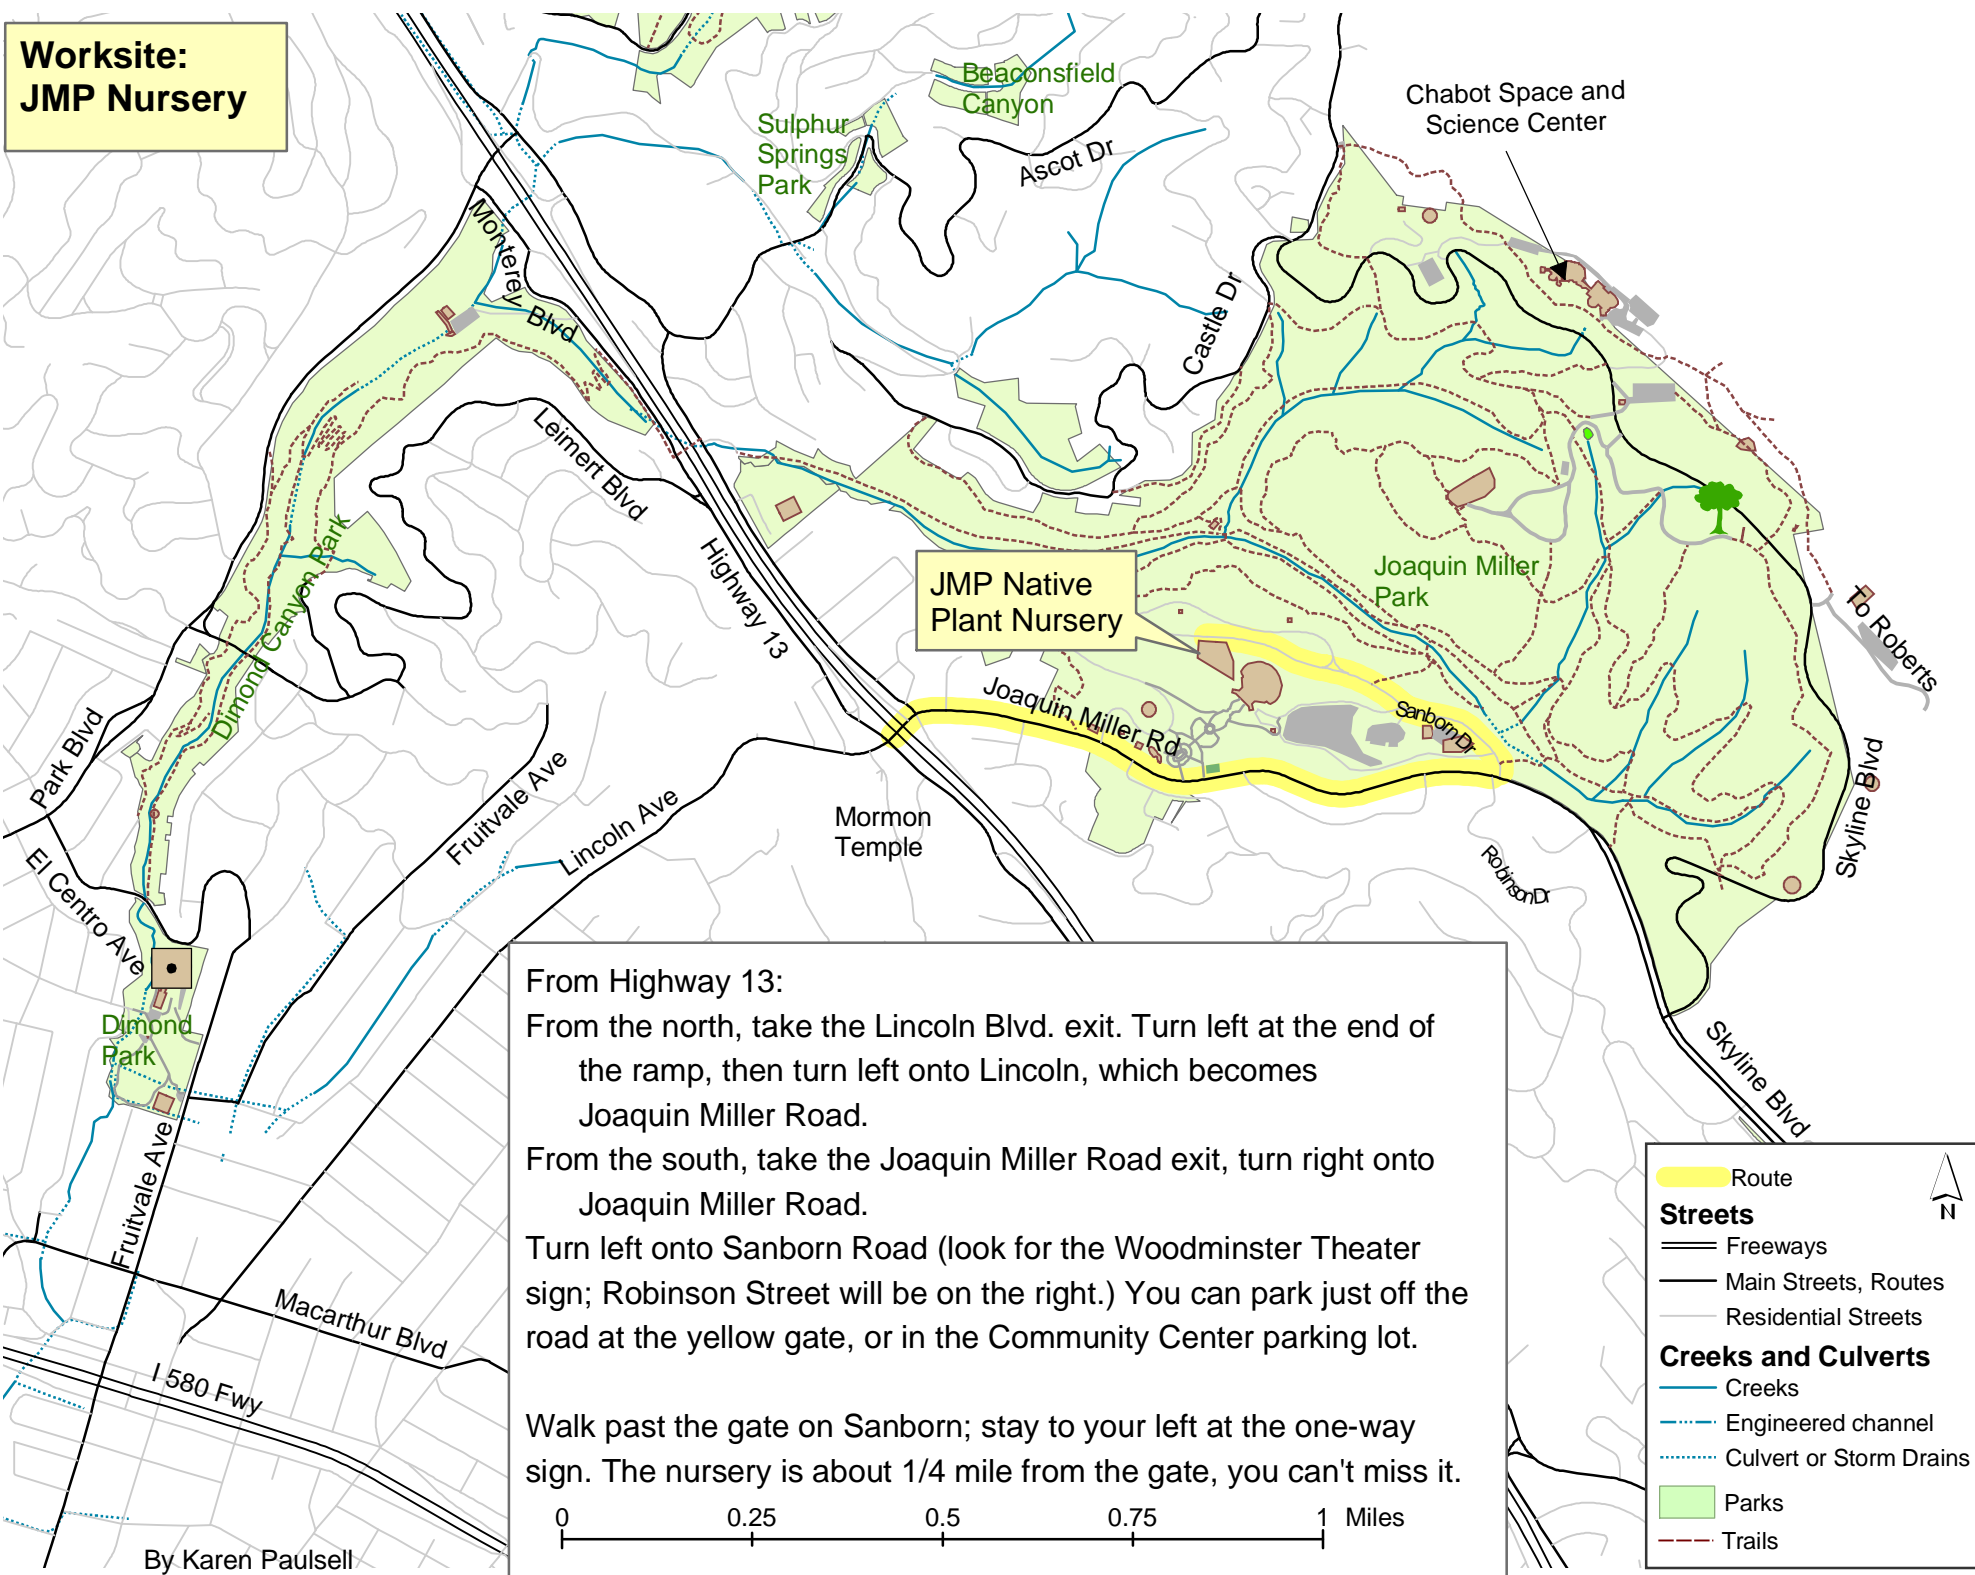 Worksite:
JMP Nursery
Beaconsfield
Canyon
Sulphur
Springs
Park
Ascot Dr
Chabot Space and
Science Center
Monterey Blvd
Castle Dr
Leimert Blvd
Highway 13
Dimond Canyon Park
JMP Native
Plant Nursery
Joaquin Miller
Park
To Roberts
Joaquin Miller Rd
Sanborn Dr
Park Blvd
Fruitvale Ave
Lincoln Ave
Mormon
Temple
Skyline Blvd
Robinson Dr
El Centro Ave
Dimond
Park
Fruitvale Ave
Skyline Blvd
Macarthur Blvd
I 580 Fwy
From Highway 13:
From the north, take the Lincoln Blvd. exit. Turn left at the end of
the ramp, then turn left onto Lincoln, which becomes
Joaquin Miller Road.
From the south, take the Joaquin Miller Road exit, turn right onto
Joaquin Miller Road.
Turn left onto Sanborn Road (look for the Woodminster Theater
sign; Robinson Street will be on the right.) You can park just off the
road at the yellow gate, or in the Community Center parking lot.
Walk past the gate on Sanborn; stay to your left at the one-way
sign. The nursery is about 1/4 mile from the gate, you can't miss it.
0 0.25 0.5 0.75 1 Miles
By Karen Paulsell
Route
N
Streets
Freeways
Main Streets, Routes
Residential Streets
Creeks and Culverts
Creeks
Engineered channel
Culvert or Storm Drains
Parks
Trails